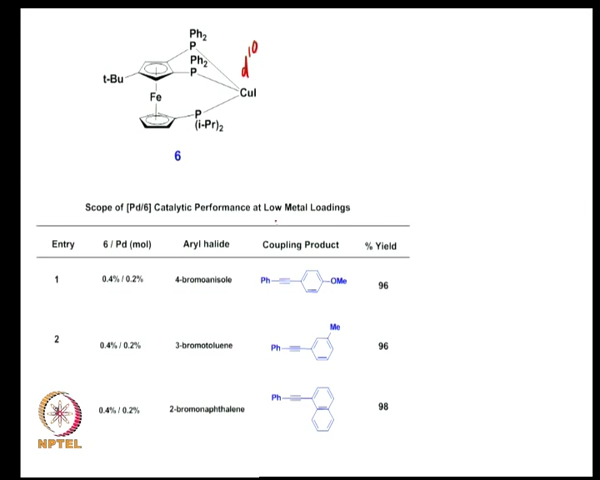 Ph2
P
Ph2
P
d10
t-Bu
CuI
Fe
P
(i-Pr)2
6
Scope of [Pd/6] Catalytic Performance at Low Metal Loadings
Entry 6 / Pd (mol) Aryl halide Coupling Product % Yield
1 0.4% / 0.2% 4-bromoanisole Ph OMe 96
Me
2 0.4% / 0.2% 3-bromotoluene Ph 96
Ph
0.4% / 0.2% 2-bromonaphthalene 98
NPTEL